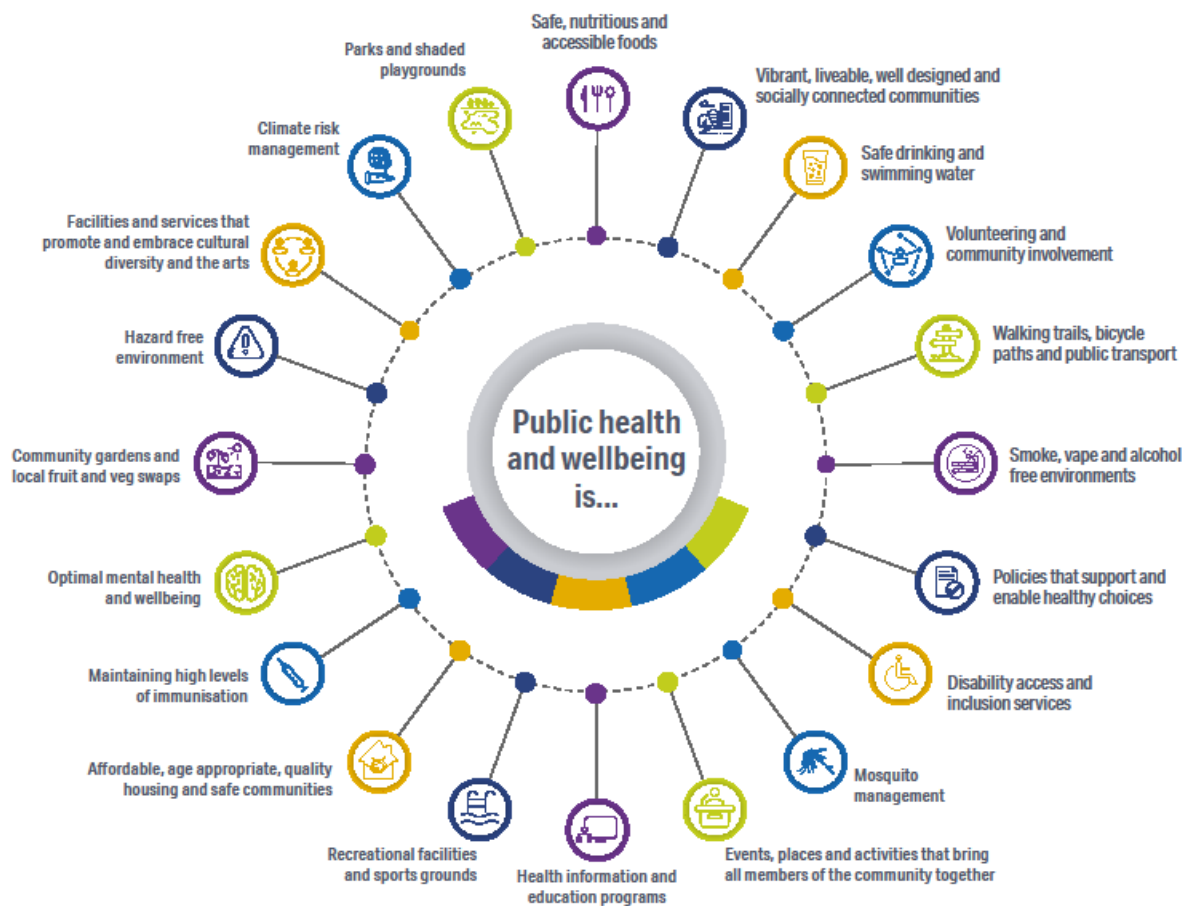 Safe, nutritious and
accessible foods
Vibrant, liveable, well designed and
socially connected communities
Safe drinking and
swimming water
Volunteering and
community involvement
Walking trails, bicycle
paths and public transport
Smoke, vape and alcohol
free environments
Policies that support and
enable healthy choices
Disability access and
inclusion services
Mosquito
management
Events, places and activities that bring
all members of the community together
Health information and
education programs
Recreational facilities
and sports grounds
Affordable, age appropriate, quality
housing and safe communities
Maintaining high levels
of immunisation
Optimal mental health
and wellbeing
Community gardens and
local fruit and veg swaps
Hazard free
environment
Facilities and services that
promote and embrace cultural
diversity and the arts
Climate risk
management
Parks and shaded
playgrounds
Public health
and wellbeing
is...